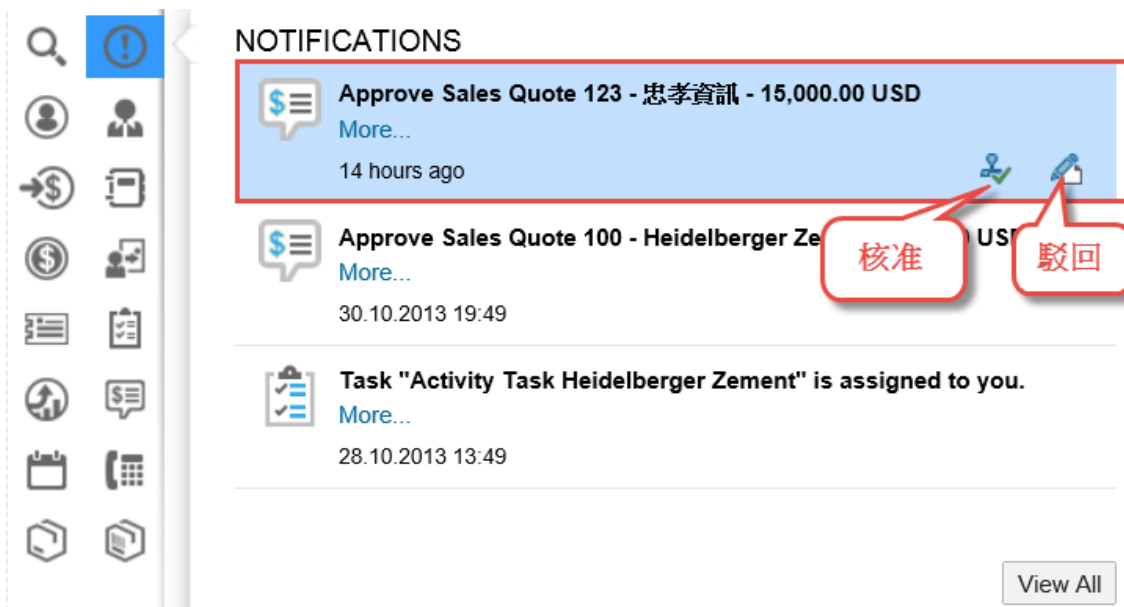 NOTIFICATIONS
Approve Sales Quote 123 - 忠孝資訊 - 15,000.00 USD
More...
14 hours ago
Approve Sales Quote 100 - Heidelberger Ze
核准
駁回
More...
30.10.2013 19:49
Task "Activity Task Heidelberger Zement" is assigned to you.
More...
28.10.2013 13:49
View All